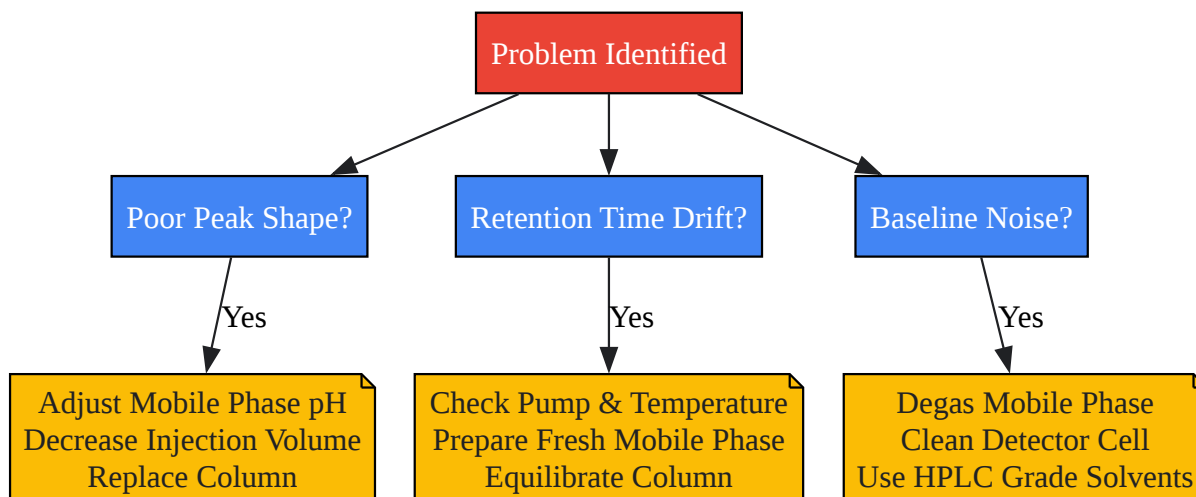 Problem Identified
Poor Peak Shape?
Retention Time Drift?
Baseline Noise?
Yes
Yes
Yes
Adjust Mobile Phase pH
Decrease Injection Volume
Replace Column
Check Pump & Temperature
Prepare Fresh Mobile Phase
Equilibrate Column
Degas Mobile Phase
Clean Detector Cell
Use HPLC Grade Solvents